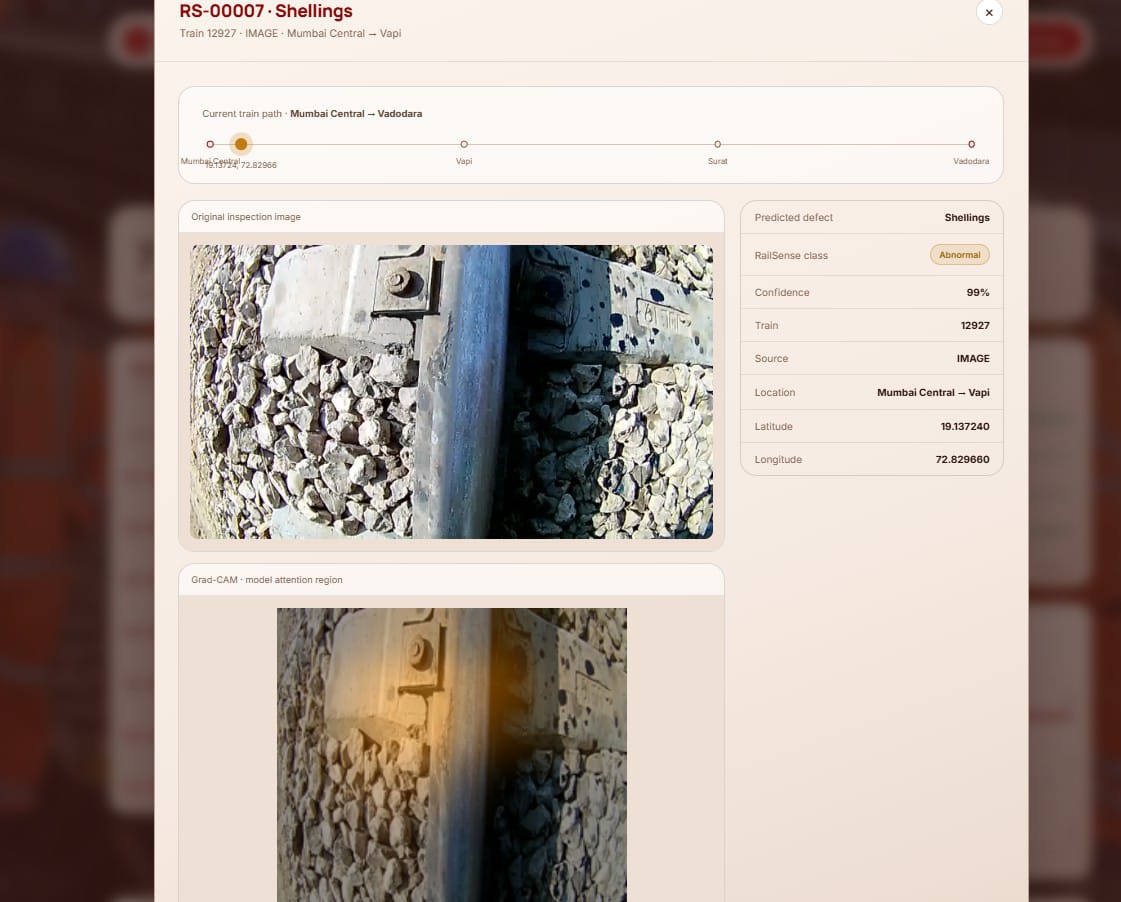 RS-00007 · Shellings
×
Train 12927 · IMAGE · Mumbai Central → Vapi
Current train path · Mumbai Central → Vadodara
Mumbai Central
19.13724, 72.82966
Vapi
Surat
Vadodara
Original inspection image
Predicted defect
Shellings
RailSense class
Abnormal
Confidence
99%
Train
12927
Source
IMAGE
Location
Mumbai Central → Vapi
Latitude
19.137240
Longitude
72.829660
Grad-CAM · model attention region